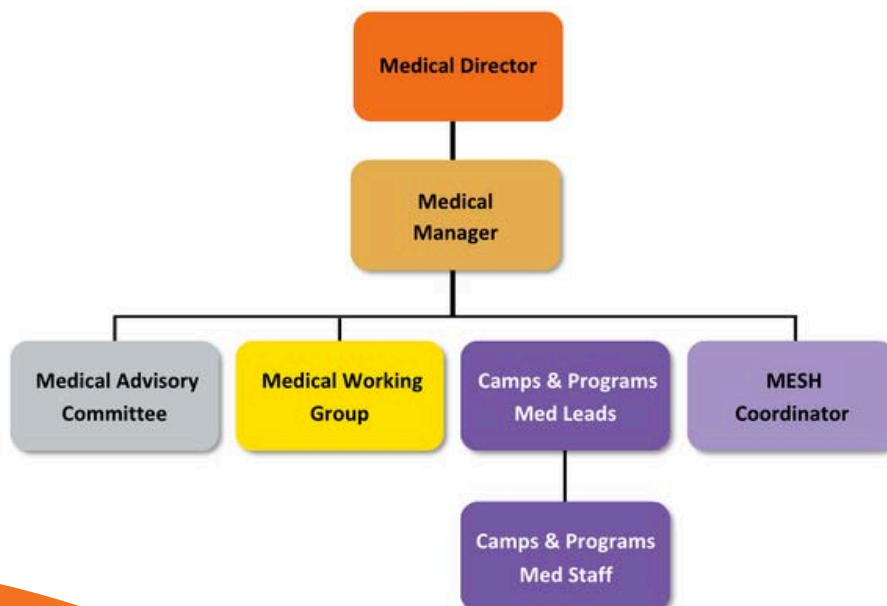 Medical Director
Medical
Manager
Medical Advisory
Committee
Medical Working
Group
Camps & Programs
Med Leads
MESH
Coordinator
Camps & Programs
Med Staff